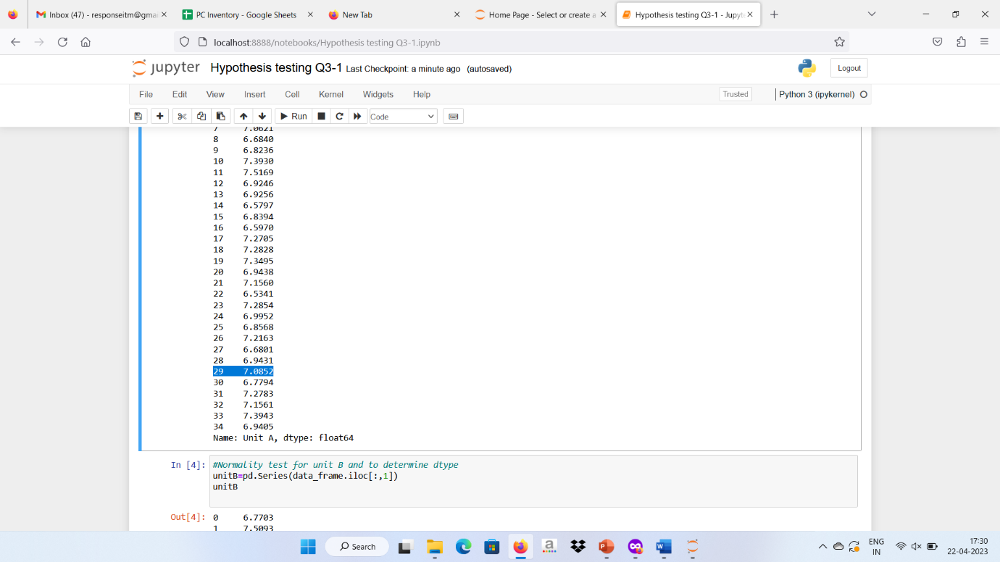 Inbox (47) - responseitm@gmai
PC Inventory - Google Sheets
New Tab
Home Page - Select or create a
Hypothesis testing Q3-1 - Jupyt
localhost:8888/notebooks/Hypothesis testing Q3-1.ipynb
jupyter Hypothesis testing Q3-1 Last Checkpoint: a minute ago (autosaved)
Logout
File Edit View Insert Cell Kernel Widgets Help
Trusted
Python 3 (ipykernel)
Run
Code
7 7.0621
8 6.6840
9 6.8236
10 7.3930
11 7.5169
12 6.9246
13 6.9256
14 6.5797
15 6.8394
16 6.5970
17 7.2705
18 7.2828
19 7.3495
20 6.9438
21 7.1560
22 6.5341
23 7.2854
24 6.9952
25 6.8568
26 7.2163
27 6.6801
28 6.9431
29 7.0852
30 6.7794
31 7.2783
32 7.1561
33 7.3943
34 6.9405
Name: Unit A, dtype: float64
In [4]: #Normality test for unit B and to determine dtype
unitB=pd.Series(data_frame.iloc[:,1])
unitB
Out[4]: 0 6.7703
1 7.5093
Search
ENG
IN
17:30
22-04-2023